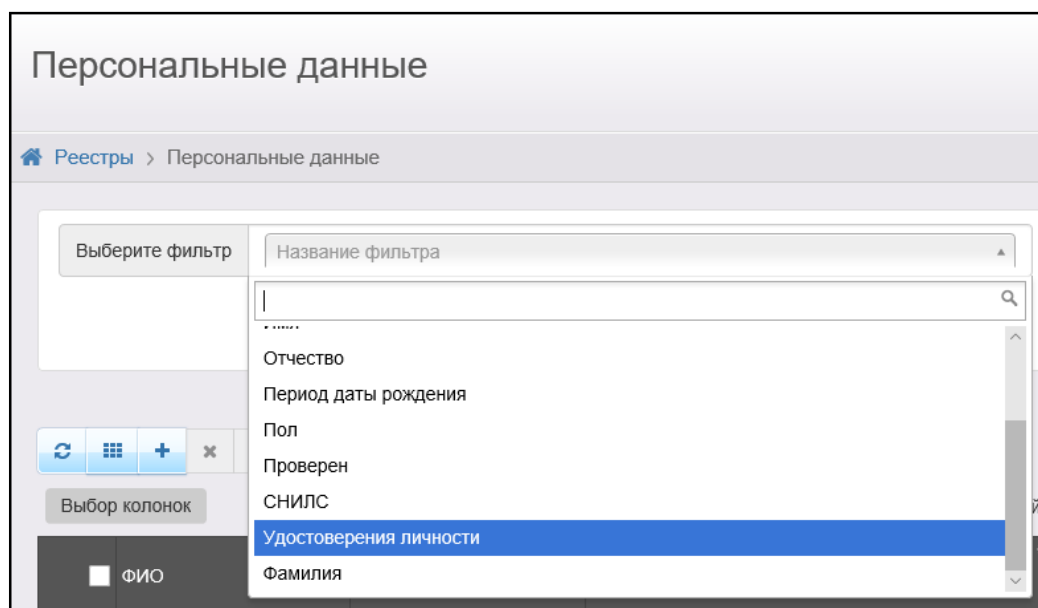 Персональные данные
Реестры > Персональные данные
Выберите фильтр
Название фильтра
Отчество
Период даты рождения
Пол
Проверен
СНИЛС
Удостоверения личности
Фамилия
Выбор колонок
ФИО